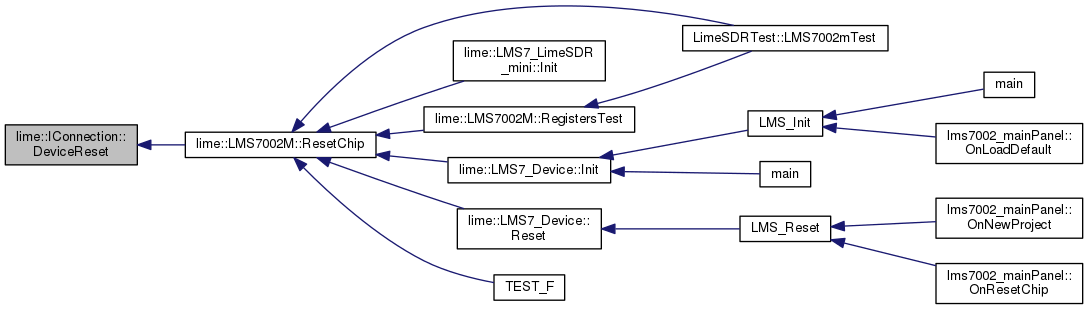 lime::IConnection::
DeviceReset
lime::LMS7002M::ResetChip
LimeSDRTest::LMS7002mTest
lime::LMS7_LimeSDR
_mini::Init
lime::LMS7002M::RegistersTest
lime::LMS7_Device::Init
LMS_Init
main
lms7002_mainPanel::
OnLoadDefault
main
lime::LMS7_Device::
Reset
LMS_Reset
lms7002_mainPanel::
OnNewProject
lms7002_mainPanel::
OnResetChip
TEST_F